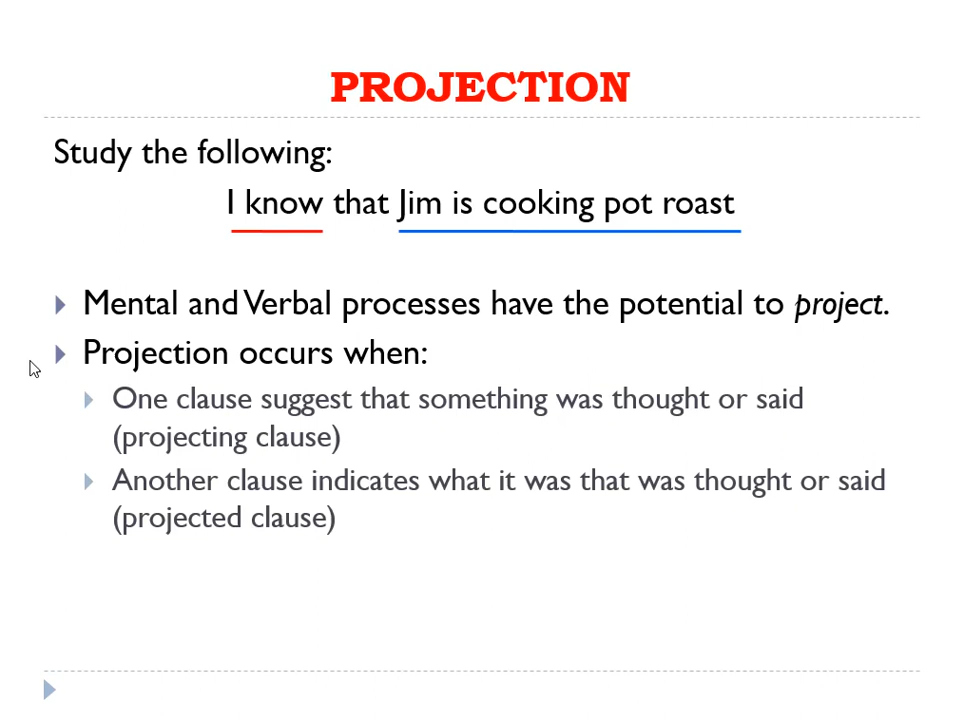 PROJECTION
Study the following:
I know that Jim is cooking pot roast
Mental and Verbal processes have the potential to project.
Projection occurs when:
One clause suggest that something was thought or said
(projecting clause)
Another clause indicates what it was that was thought or said
(projected clause)